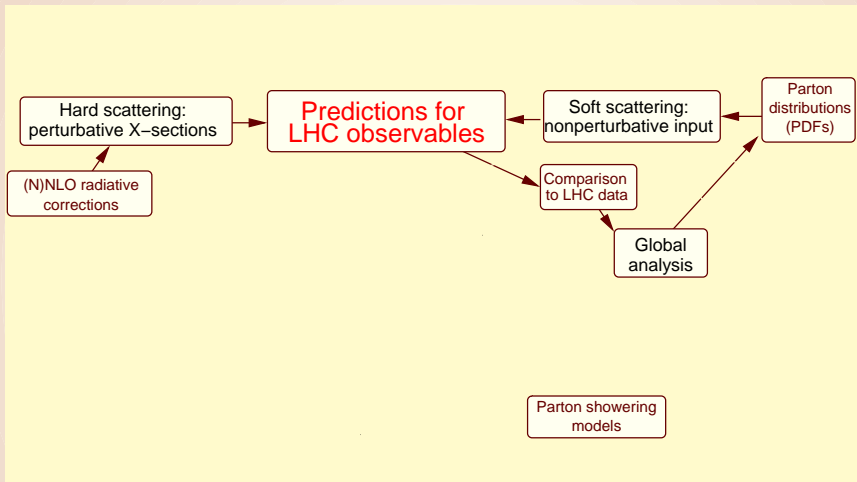 Hard scattering:
perturbative X−sections
(N)NLO radiative
corrections
Predictions for
LHC observables
Soft scattering:
nonperturbative input
Parton
distributions
(PDFs)
Comparison
to LHC data
Global
analysis
Parton showering
models